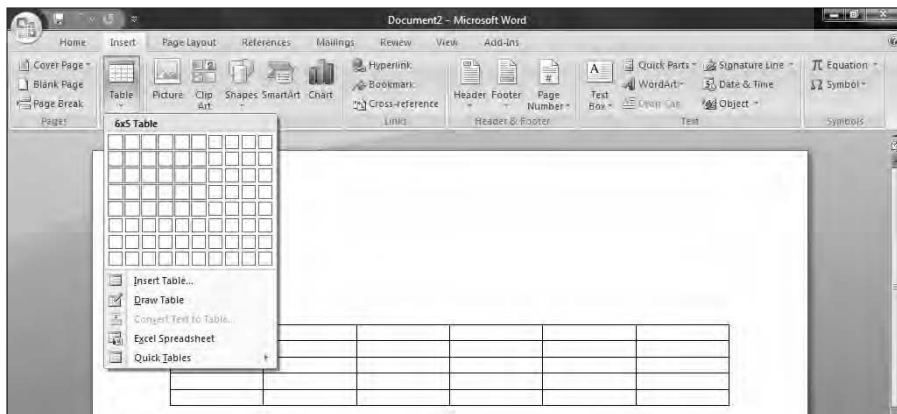 Document2 - Microsoft Word
Home Insert Page Layout References Mailings Review View Add-Ins
Cover Page
Blank Page
Page Break
Pages
Table
Picture
Clip Art
Shapes
SmartArt
Chart
Hyperlink
Bookmark
Cross-reference
Links
Header
Footer
Page Number
Header & Footer
Text Box
Quick Parts
WordArt
Drop Cap
Signature Line
Date & Time
Object
Text
π Equation
Ω Symbol
Symbols
6x5 Table
Insert Table...
Draw Table
Convert Text to Table...
Excel Spreadsheet
Quick Tables